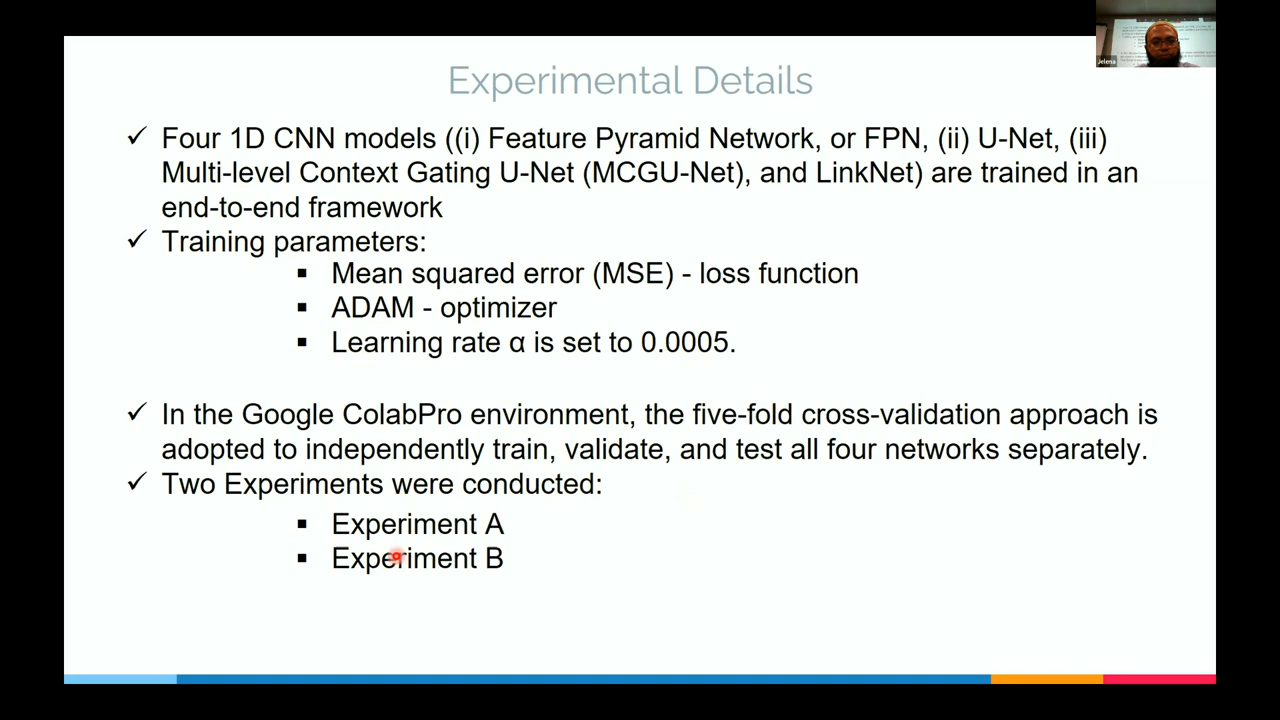 Jelena
Experimental Details
✓ Four 1D CNN models ((i) Feature Pyramid Network, or FPN, (ii) U-Net, (iii)
Multi-level Context Gating U-Net (MCGU-Net), and LinkNet) are trained in an
end-to-end framework
✓ Training parameters:
▪ Mean squared error (MSE) - loss function
▪ ADAM - optimizer
▪ Learning rate α is set to 0.0005.
✓ In the Google ColabPro environment, the five-fold cross-validation approach is
adopted to independently train, validate, and test all four networks separately.
✓ Two Experiments were conducted:
▪ Experiment A
▪ Experiment B